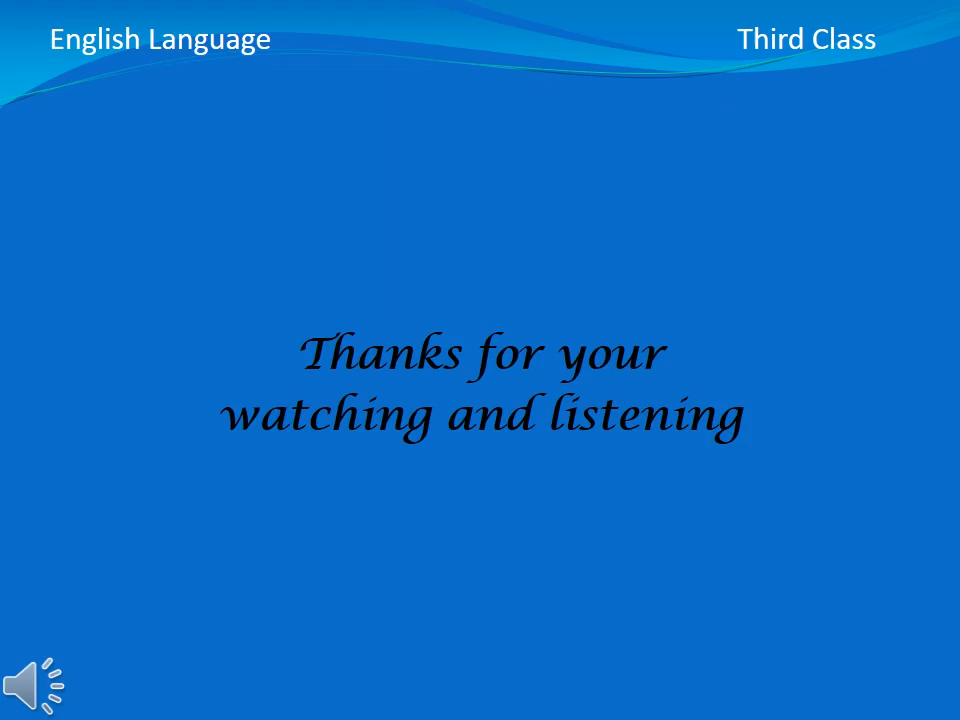 English Language
Third Class
Thanks for your
watching and listening